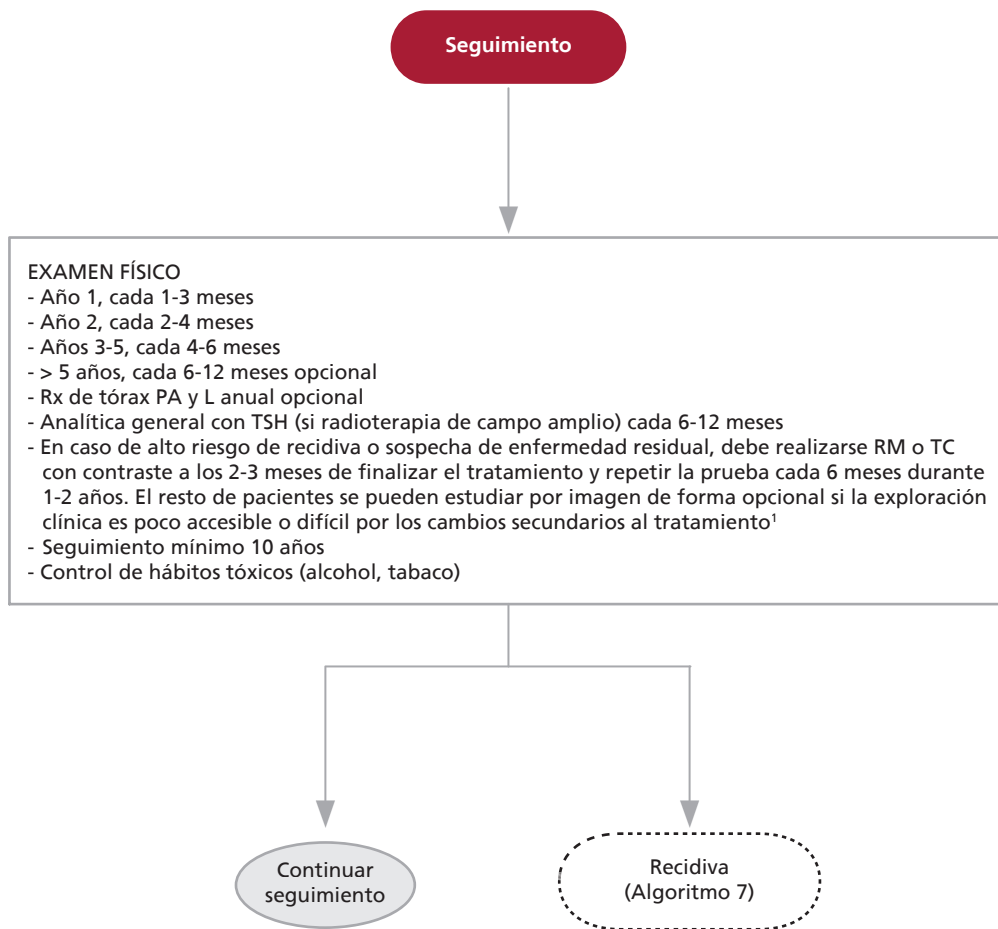 Seguimiento
EXAMEN FÍSICO
- Año 1, cada 1-3 meses
- Año 2, cada 2-4 meses
- Años 3-5, cada 4-6 meses
- > 5 años, cada 6-12 meses opcional
- Rx de tórax PA y L anual opcional
- Analítica general con TSH (si radioterapia de campo amplio) cada 6-12 meses
- En caso de alto riesgo de recidiva o sospecha de enfermedad residual, debe realizarse RM o TC
con contraste a los 2-3 meses de finalizar el tratamiento y repetir la prueba cada 6 meses durante
1-2 años. El resto de pacientes se pueden estudiar por imagen de forma opcional si la exploración
clínica es poco accesible o difícil por los cambios secundarios al tratamiento¹
- Seguimiento mínimo 10 años
- Control de hábitos tóxicos (alcohol, tabaco)
Continuar
seguimiento
Recidiva
(Algoritmo 7)